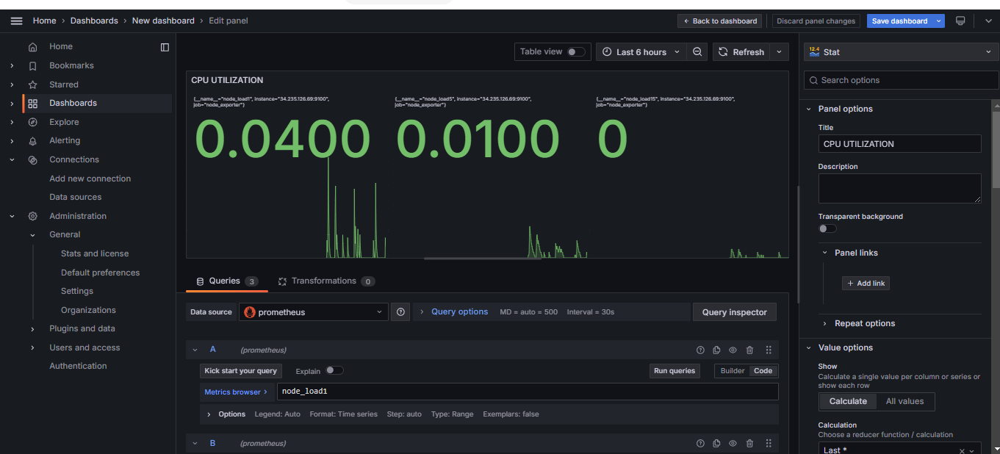 Home › Dashboards › New dashboard › Edit panel
← Back to dashboard
Discard panel changes
Save dashboard
Home
Bookmarks
Starred
Dashboards
Explore
Alerting
Connections
Add new connection
Data sources
Administration
General
Stats and license
Default preferences
Settings
Organizations
Plugins and data
Users and access
Authentication
Table view
Last 6 hours
Refresh
CPU UTILIZATION
{__name__="node_load1", instance="34.235.126.69:9100",
job="node_exporter"}
0.0400
{__name__="node_load5", instance="34.235.126.69:9100",
job="node_exporter"}
0.0100
{__name__="node_load15", instance="34.235.126.69:9100",
job="node_exporter"}
0
Queries 3
Transformations 0
Data source
prometheus
Query options
MD = auto = 500
Interval = 30s
Query inspector
A (prometheus)
Kick start your query
Explain
Run queries
Builder
Code
Metrics browser >
node_load1
Options
Legend: Auto
Format: Time series
Step: auto
Type: Range
Exemplars: false
B (prometheus)
12.4
Stat
Search options
Panel options
Title
CPU UTILIZATION
Description
Transparent background
Panel links
+ Add link
Repeat options
Value options
Show
Calculate a single value per column or series or
show each row
Calculate
All values
Calculation
Choose a reducer function / calculation
Last *